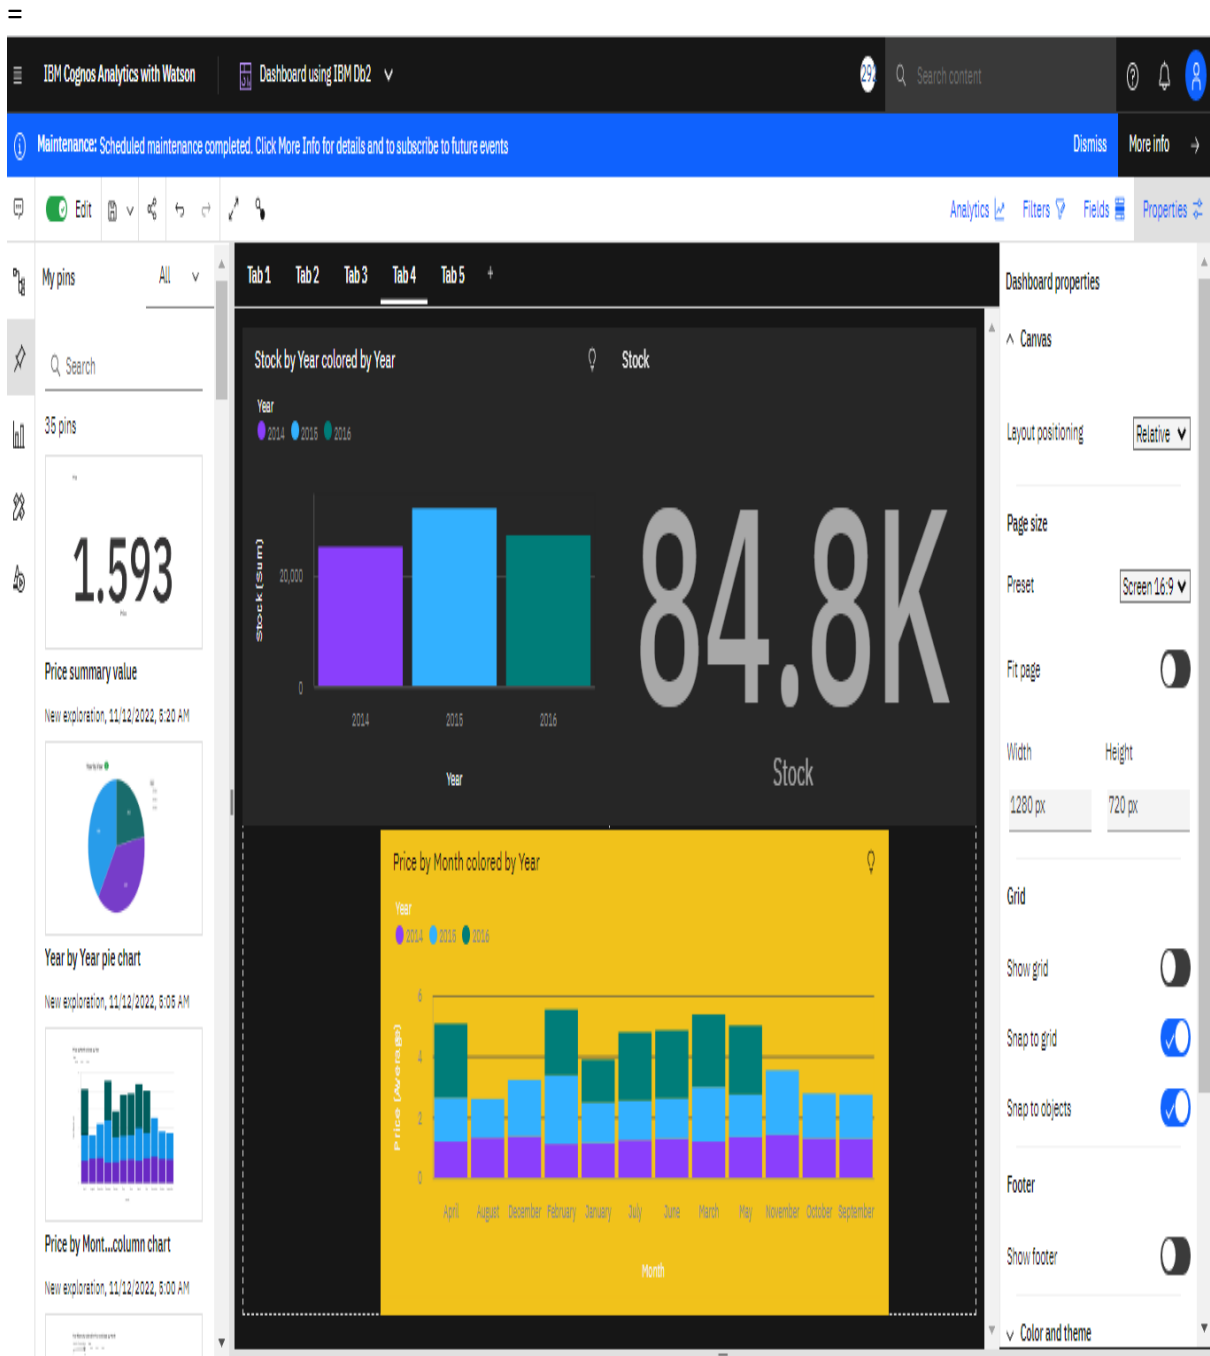 =
IBM Cognos Analytics with Watson
Dashboard using IBM Db2
Search content
Maintenance: Scheduled maintenance completed. Click More Info for details and to subscribe to future events
Dismiss
More info
Edit
Analytics
Filters
Fields
Properties
My pins
All
Search
35 pins
1.593
Price summary value
New exploration, 11/12/2022, 5:20 AM
Year by Year pie chart
New exploration, 11/12/2022, 5:05 AM
Price by Mont...column chart
New exploration, 11/12/2022, 5:00 AM
Tab 1
Tab 2
Tab 3
Tab 4
Tab 5
+
Stock by Year colored by Year
Year
2014 2015 2016
Stock (Sum)
20,000
0
2014 2015 2016
Year
Stock
84.8K
Stock
Price by Month colored by Year
Year
2014 2015 2016
Price (Average)
6
4
2
0
April August December February January July June March May November October September
Month
Dashboard properties
Canvas
Layout positioning
Relative
Page size
Preset
Screen 16:9
Fit page
Width
Height
1280 px
720 px
Grid
Show grid
Snap to grid
Snap to objects
Footer
Show footer
Color and theme